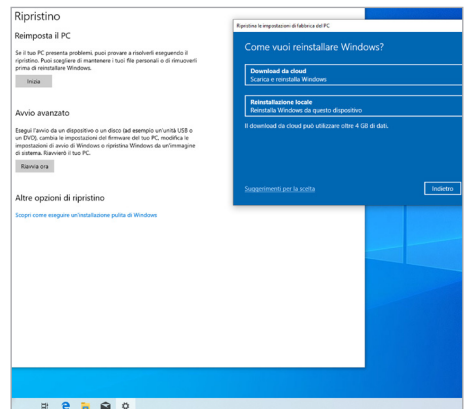 Ripristino
Reimposta il PC
Se il tuo PC presenta problemi, puoi provare a risolverli eseguendo il
ripristino. Puoi scegliere di mantenere i tuoi file personali o di rimuoverli
prima di reinstallare Windows.
Inizia
Avvio avanzato
Esegui l'avvio da un dispositivo o un disco (ad esempio un'unità USB o
un DVD), cambia le impostazioni del firmware del tuo PC, modifica le
impostazioni di avvio di Windows o ripristina Windows da un'immagine
di sistema. Riavvierò il tuo PC.
Riavvia ora
Altre opzioni di ripristino
Scopri come eseguire un'installazione pulita di Windows
Ripristina le impostazioni di fabbrica del PC
Come vuoi reinstallare Windows?
Download da cloud
Scarica e reinstalla Windows
Reinstallazione locale
Reinstalla Windows da questo dispositivo
Il download da cloud può utilizzare oltre 4 GB di dati.
Suggerimenti per la scelta
Indietro